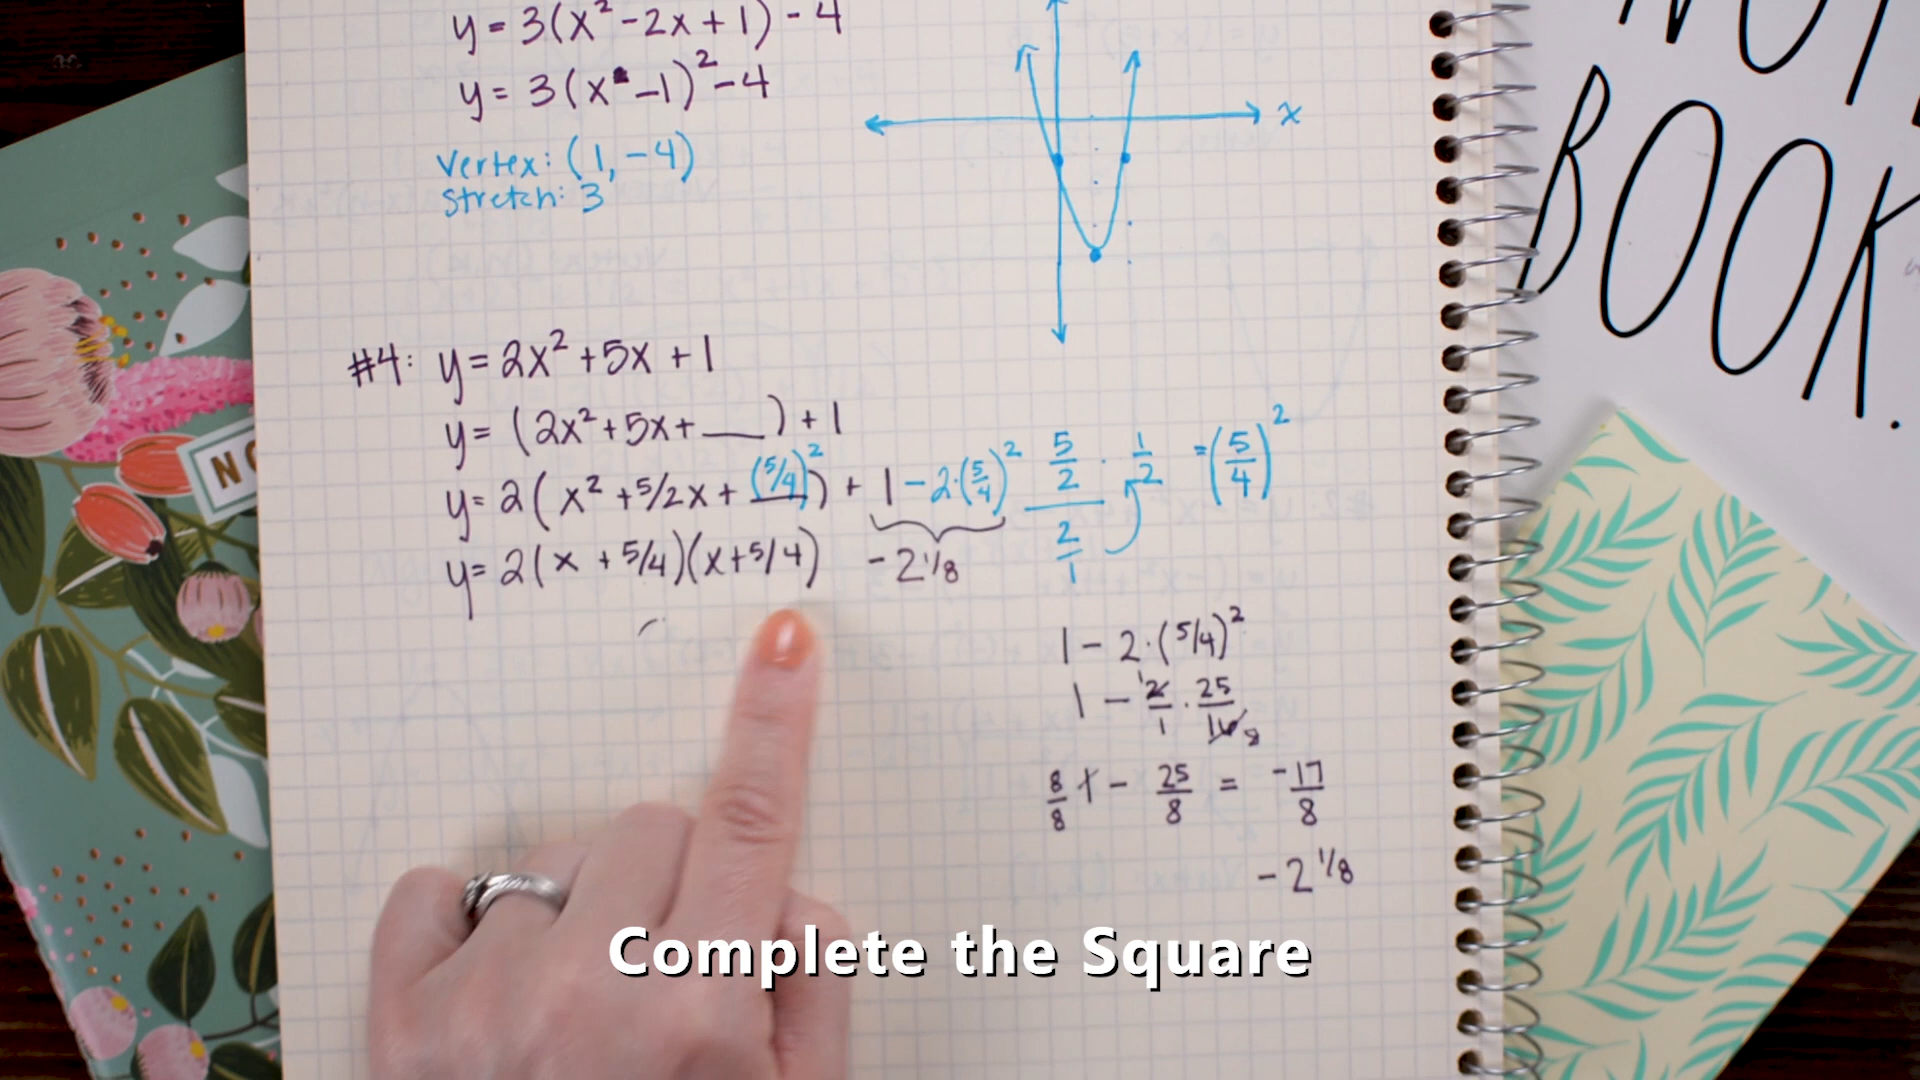 y = 3(x² - 2x + 1) - 4
y = 3(x - 1)² - 4
Vertex: (1, -4)
Stretch: 3
x
#4: y = 2x² + 5x + 1
y = (2x² + 5x + ___) + 1
y = 2(x² + 5/2x + (5/4)²) + 1 - 2·(5/4)²
5/2 · 1/2 = (5/4)²
2/1
y = 2(x + 5/4)(x + 5/4) - 2 1/8
1 - 2·(5/4)²
1 - 2/1 · 25/16 1 8
8/8 1 - 25/8 = -17/8
-2 1/8
Complete the Square
BOOK.